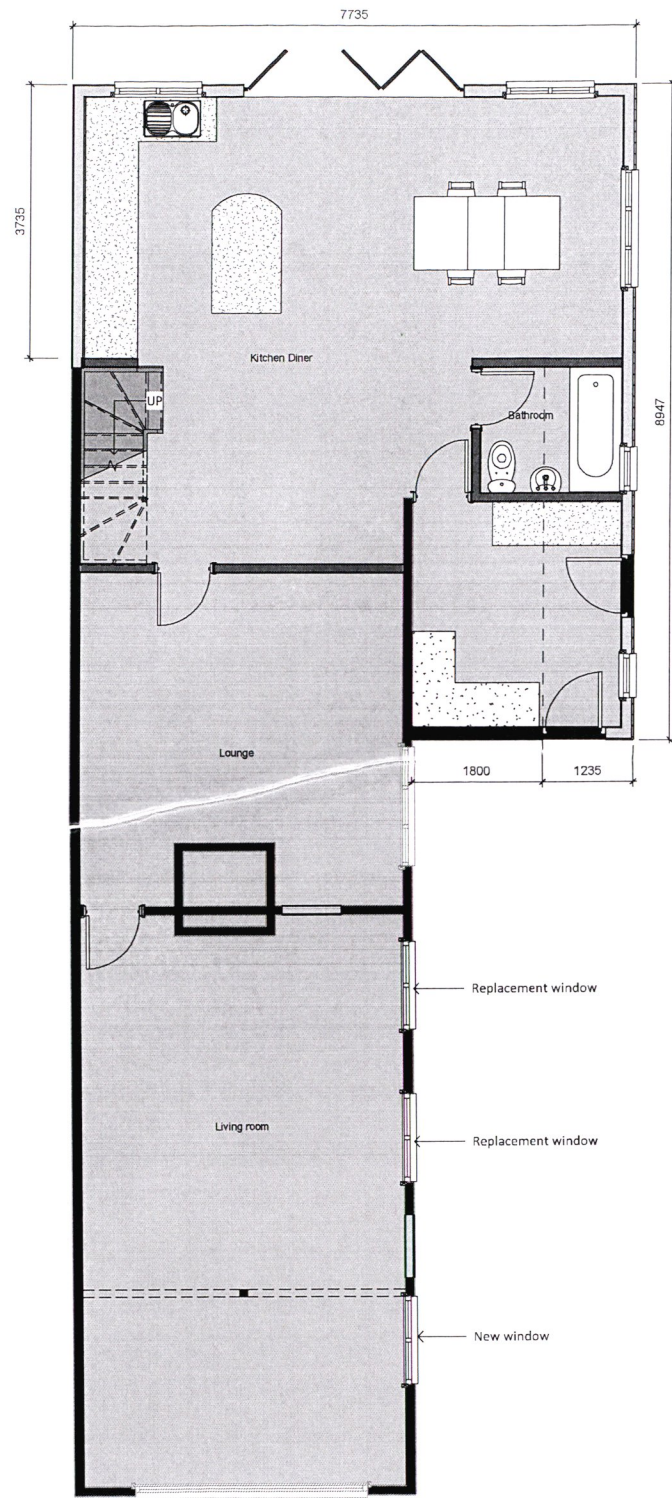 7735
3735
Kitchen Diner
UP
Bathroom
8947
Lounge
1800
1235
Replacement window
Living room
Replacement window
New window